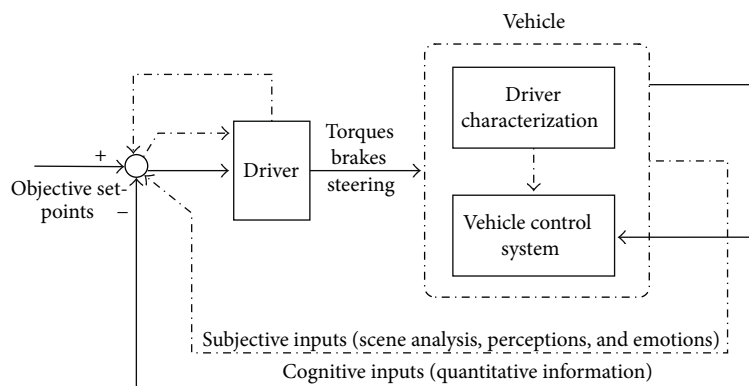 Vehicle
Driver
characterization
Torques
brakes
steering
+
Driver
Objective set-
points
−
Vehicle control
system
Subjective inputs (scene analysis, perceptions, and emotions)
Cognitive inputs (quantitative information)